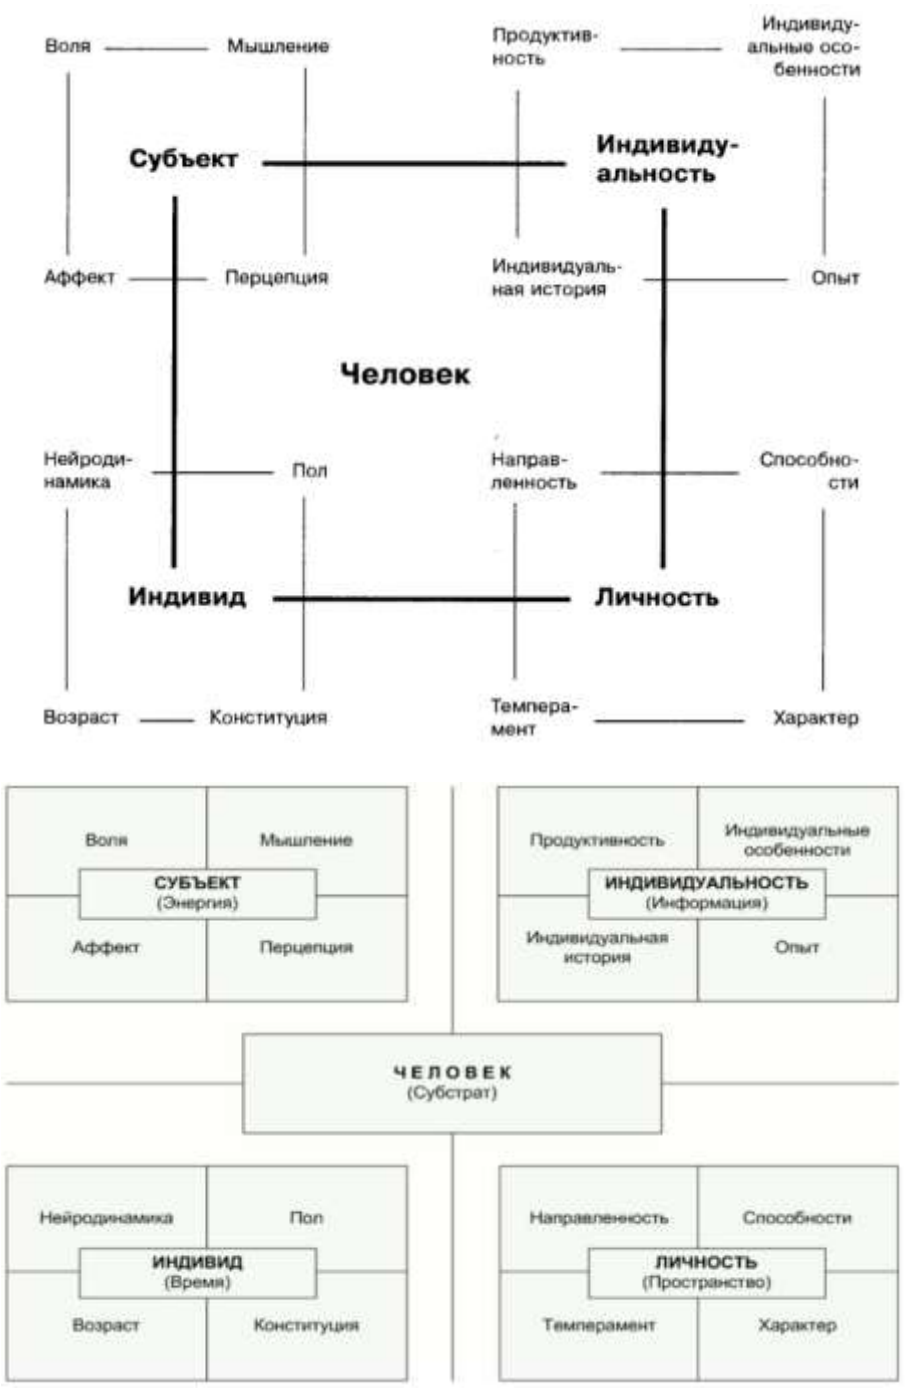 Воля
Мышление
Продуктив-
ность
Индивиду-
альные осо-
бенности
Субъект
Индивиду-
альность
Аффект
Перцепция
Индивидуаль-
ная история
Опыт
Человек
Нейроди-
намика
Пол
Направ-
ленность
Способно-
сти
Индивид
Личность
Возраст
Конституция
Темпера-
мент
Характер
Воля
Мышление
СУБЪЕКТ
(Энергия)
Аффект
Перцепция
Продуктивность
Индивидуальные
особенности
ИНДИВИДУАЛЬНОСТЬ
(Информация)
Индивидуальная
история
Опыт
ЧЕЛОВЕК
(Субстрат)
Нейродинамика
Пол
ИНДИВИД
(Время)
Возраст
Конституция
Направленность
Способности
ЛИЧНОСТЬ
(Пространство)
Темперамент
Характер